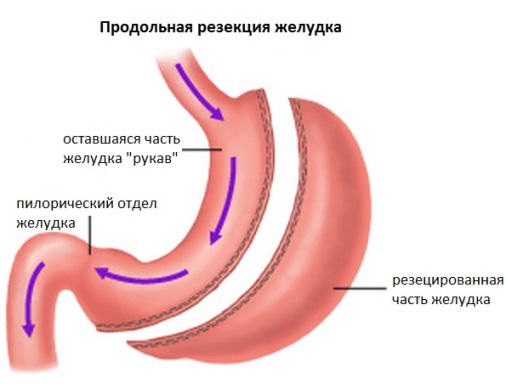 Продольная резекция желудка
оставшаяся часть
желудка "рукав"
пилорический отдел
желудка
резецированная
часть желудка